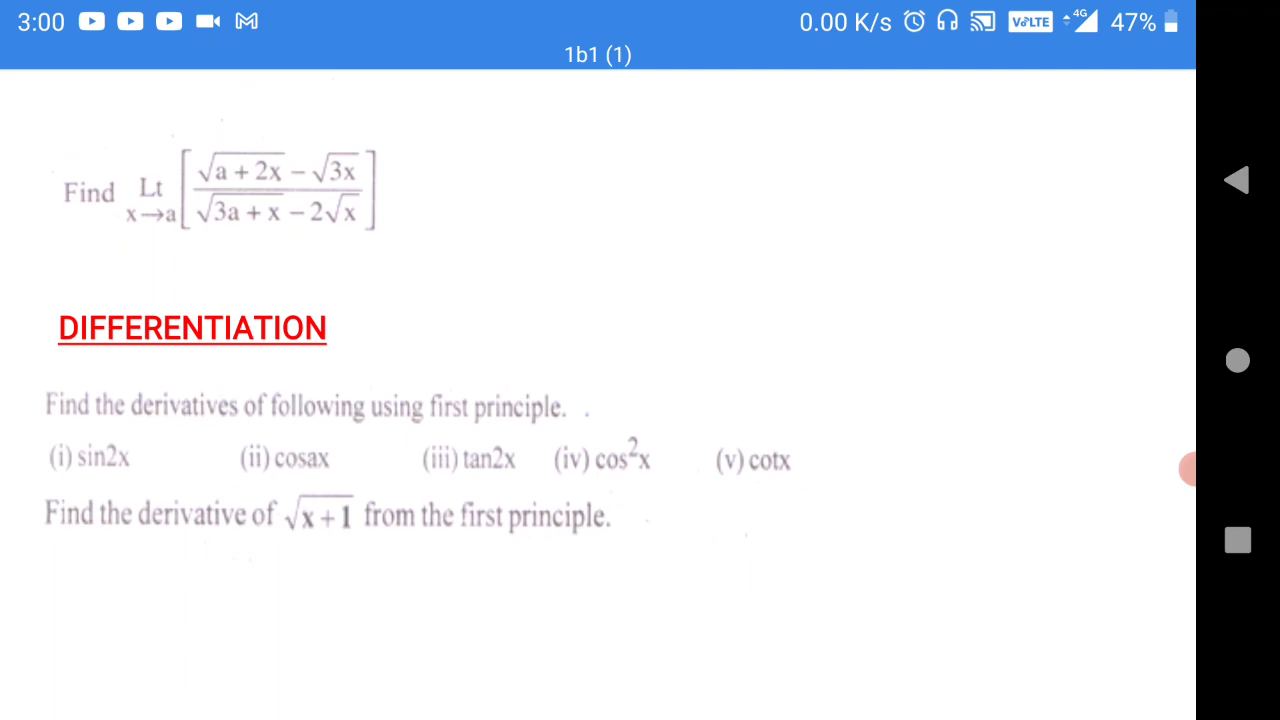 3:00 0.00 K/s VoLTE 4G 47%
1b1 (1)
Find Lt x→a [ (√(a + 2x) – √(3x)) / (√(3a + x) – 2√x) ]
DIFFERENTIATION
Find the derivatives of following using first principle.
(i) sin2x (ii) cosax (iii) tan2x (iv) cos²x (v) cotx
Find the derivative of √(x + 1) from the first principle.